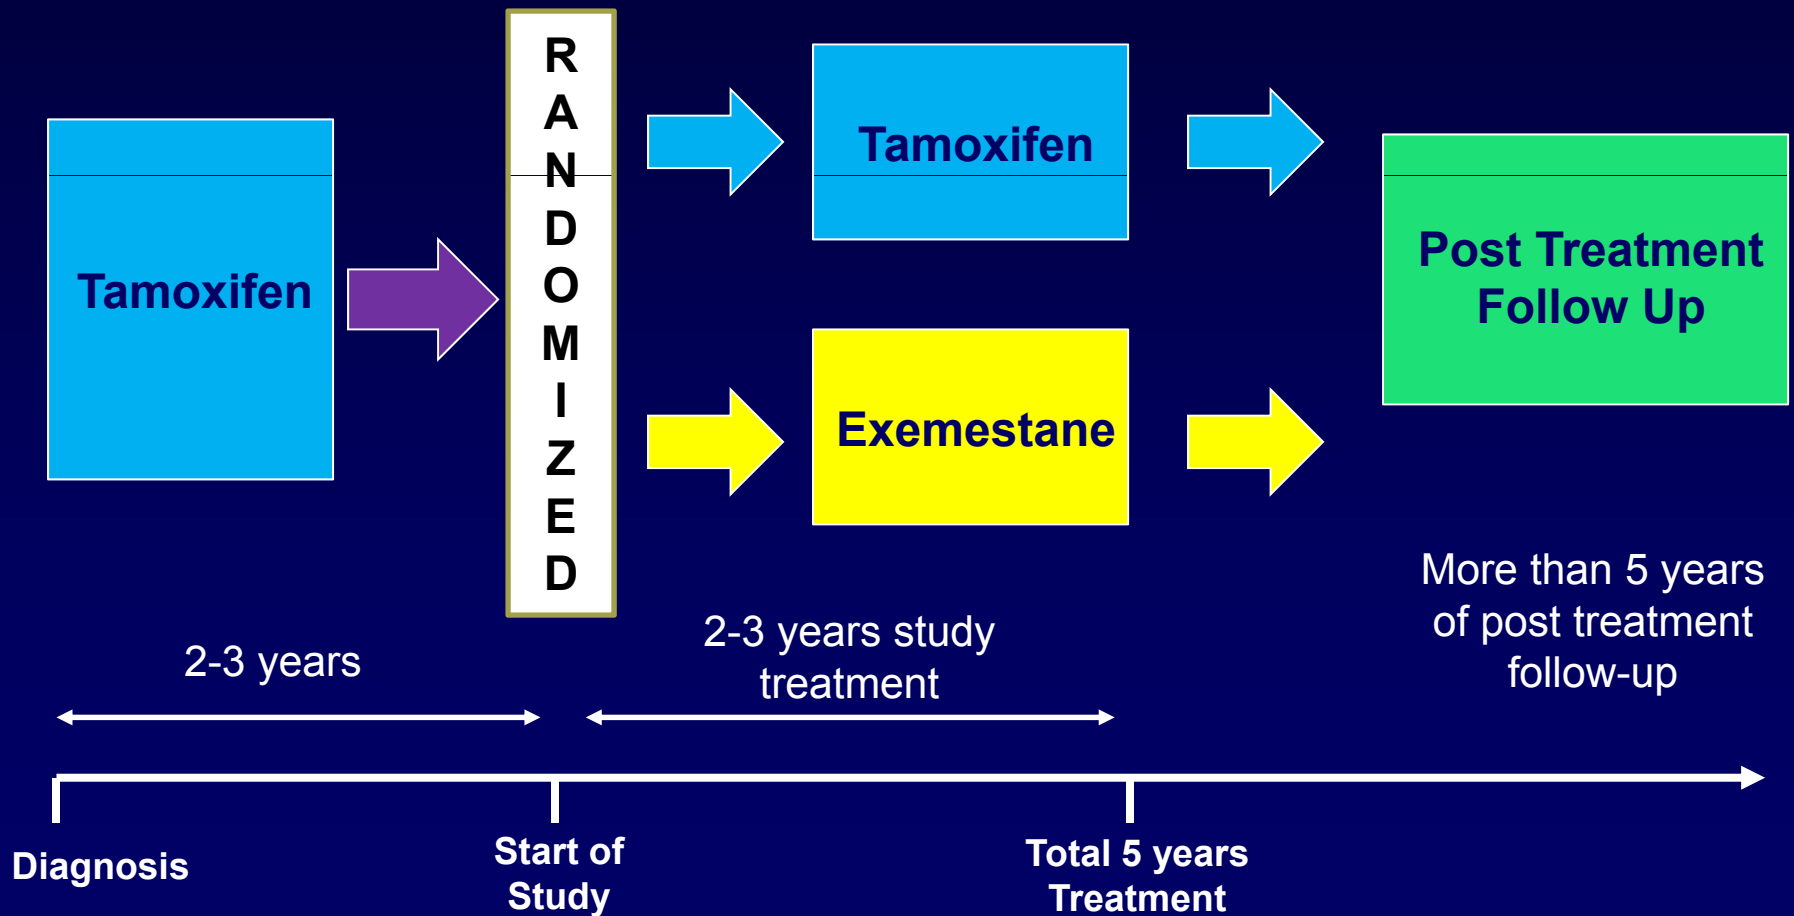 Tamoxifen
R
A
N
D
O
M
I
Z
E
D
Tamoxifen
Exemestane
Post Treatment
Follow Up
2-3 years
2-3 years study
treatment
More than 5 years
of post treatment
follow-up
Diagnosis
Start of
Study
Total 5 years
Treatment